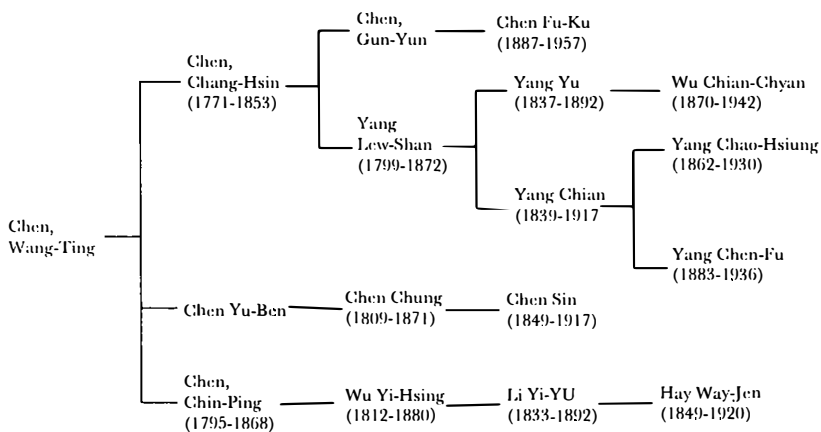 Chen,
Gun-Yun
Chen Fu-Ku
(1887-1957)
Chen,
Chang-Hsin
(1771-1853)
Yang Yu
(1837-1892)
Wu Chian-Chyan
(1870-1942)
Yang
Lew-Shan
(1799-1872)
Yang Chao-Hsiung
(1862-1930)
Yang Chian
(1839-1917
Chen,
Wang-Ting
Yang Chen-Fu
(1883-1936)
Chen Yu-Ben
Chen Chung
(1809-1871)
Chen Sin
(1849-1917)
Chen,
Chin-Ping
(1795-1868)
Wu Yi-Hsing
(1812-1880)
Li Yi-YU
(1833-1892)
Hay Way-Jen
(1849-1920)